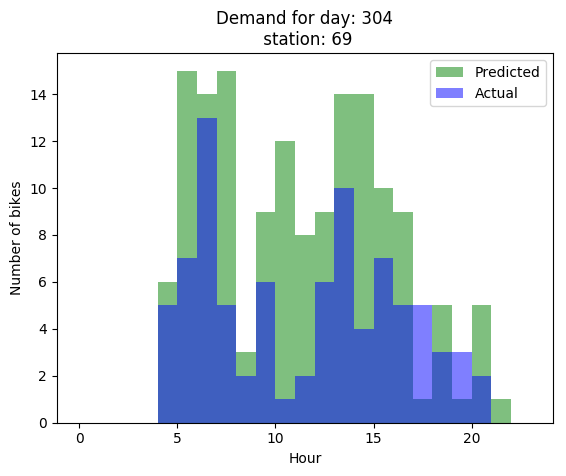 Demand for day: 304
station: 69
Predicted
Actual
Number of bikes
14
12
10
8
6
4
2
0
0
5
10
15
20
Hour